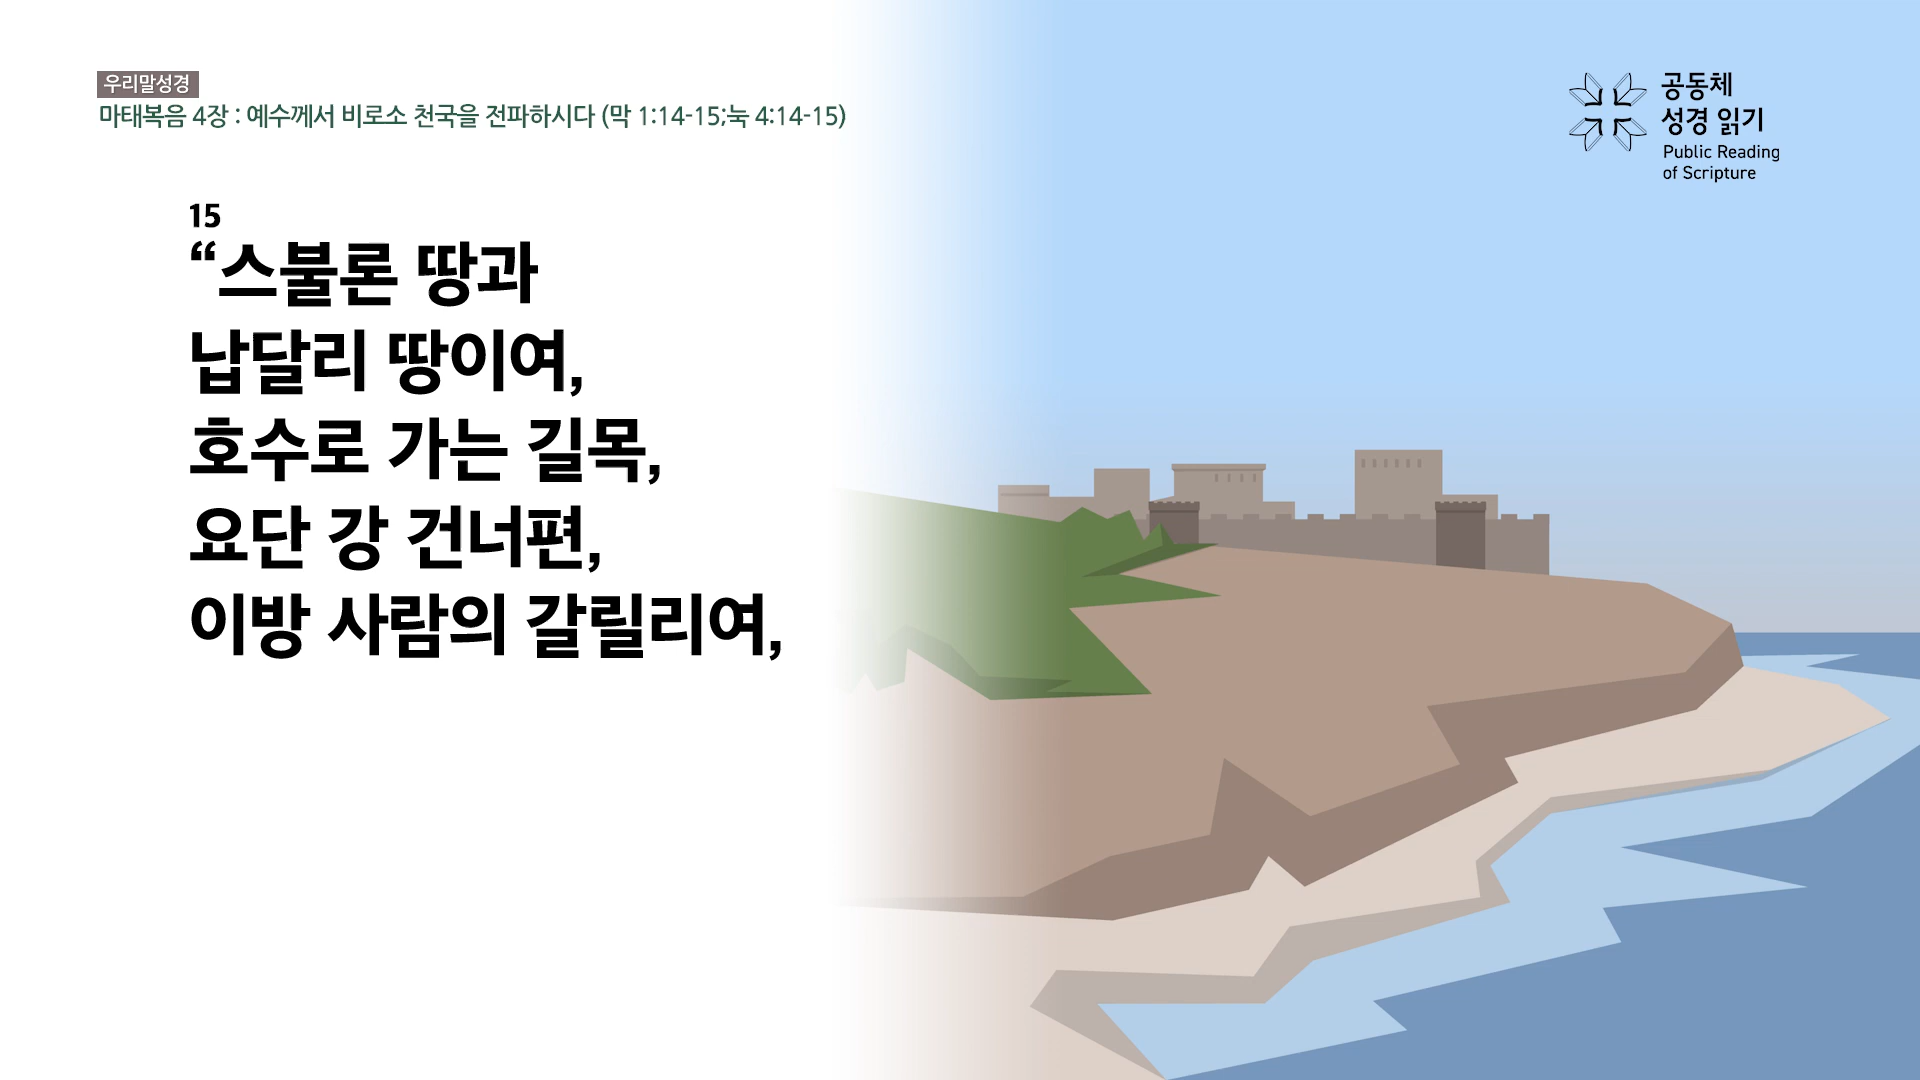 우리말성경
마태복음 4장 : 예수께서 비로소 천국을 전파하시다 (막 1:14-15;눅 4:14-15)
공동체
성경 읽기
Public Reading
of Scripture
15
“스불론 땅과
납달리 땅이여,
호수로 가는 길목,
요단 강 건너편,
이방 사람의 갈릴리여,